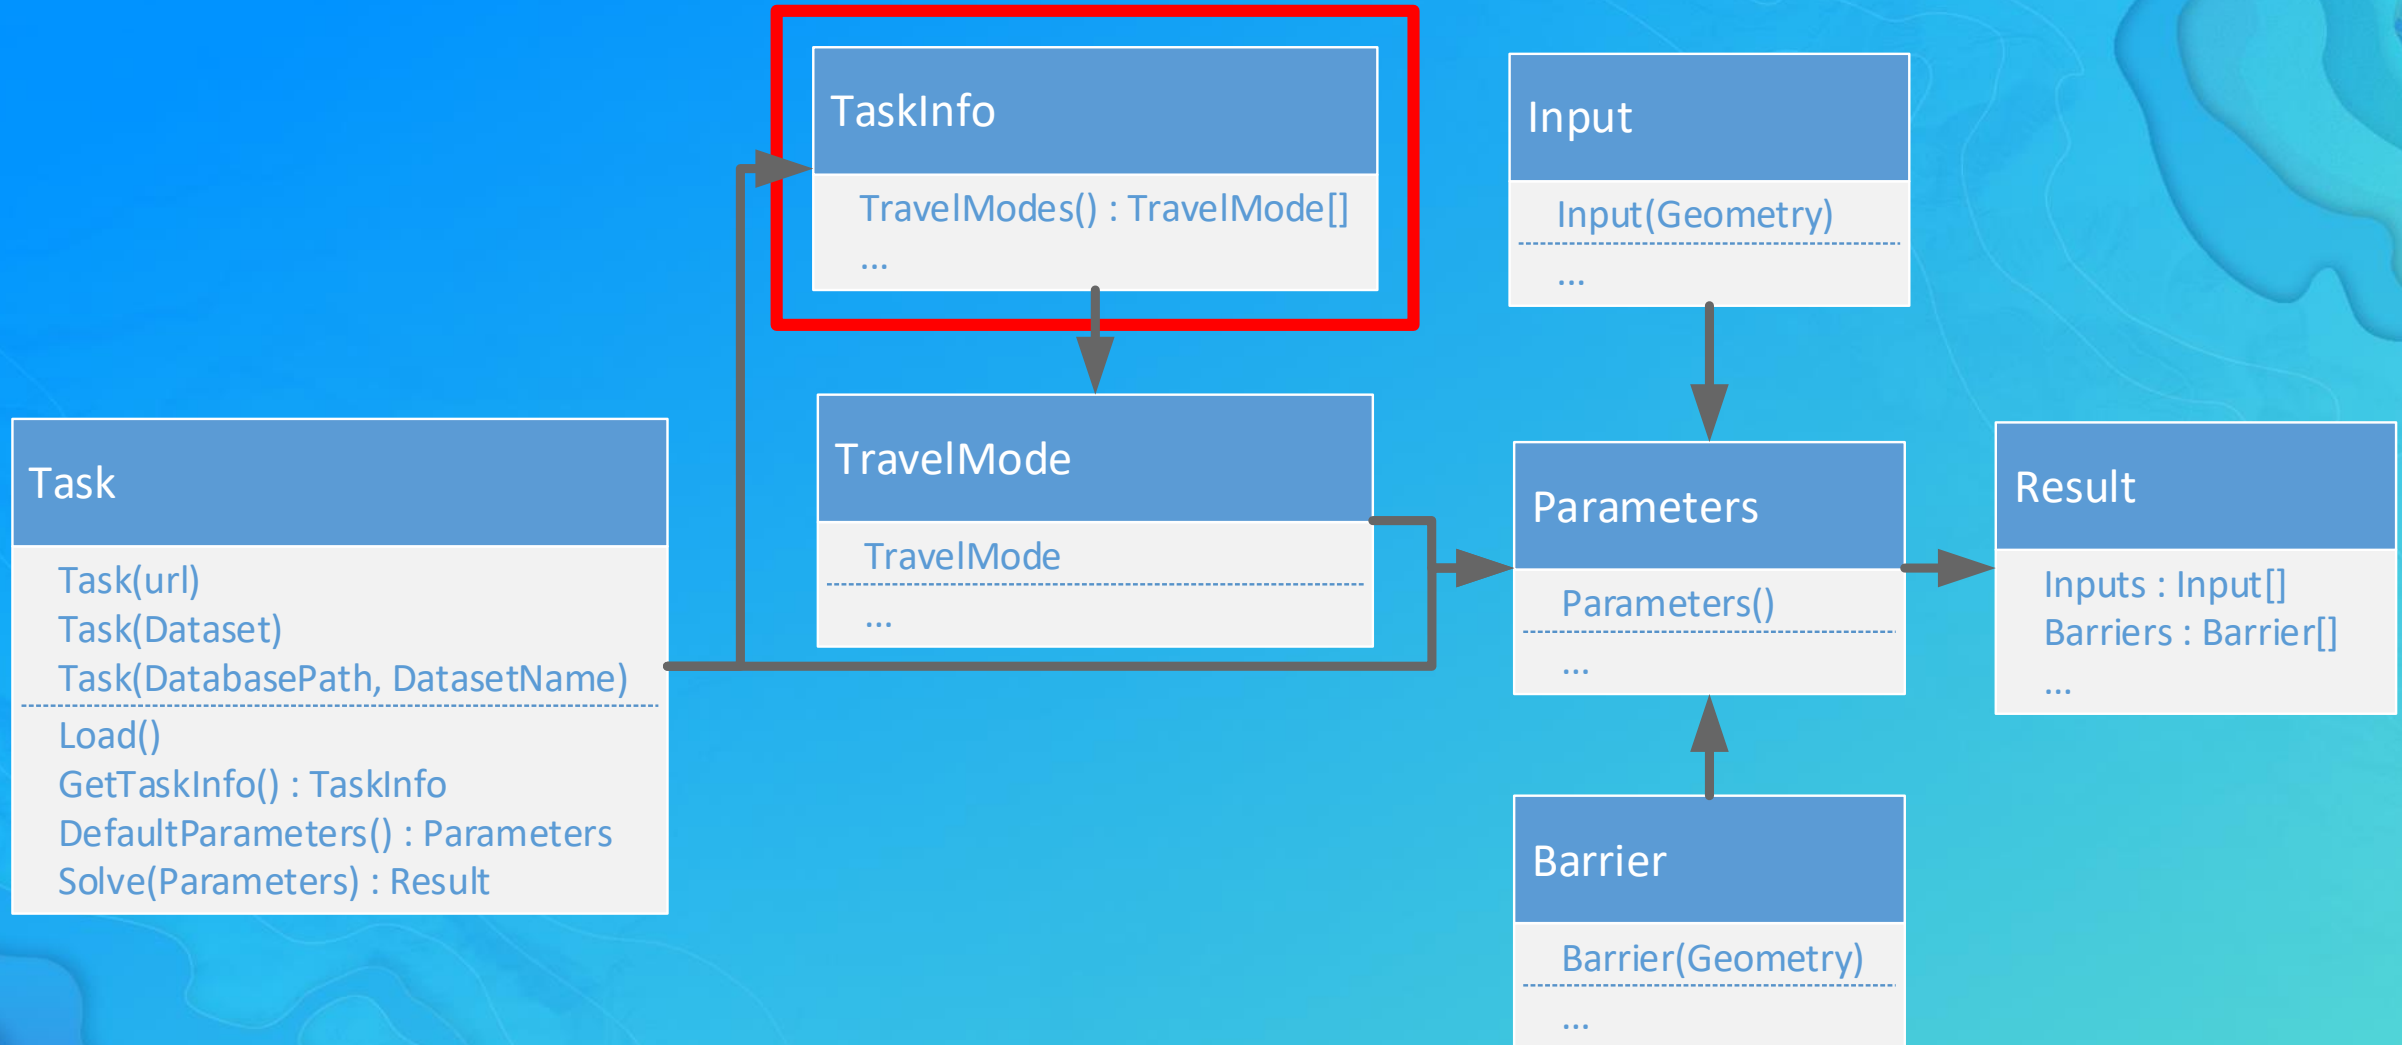 TaskInfo
TravelModes() : TravelMode[]
...
Input
Input(Geometry)
...
Task
Task(url)
Task(Dataset)
Task(DatabasePath, DatasetName)
Load()
GetTaskInfo() : TaskInfo
DefaultParameters() : Parameters
Solve(Parameters) : Result
TravelMode
TravelMode
...
Parameters
Parameters()
...
Result
Inputs : Input[]
Barriers : Barrier[]
...
Barrier
Barrier(Geometry)
...